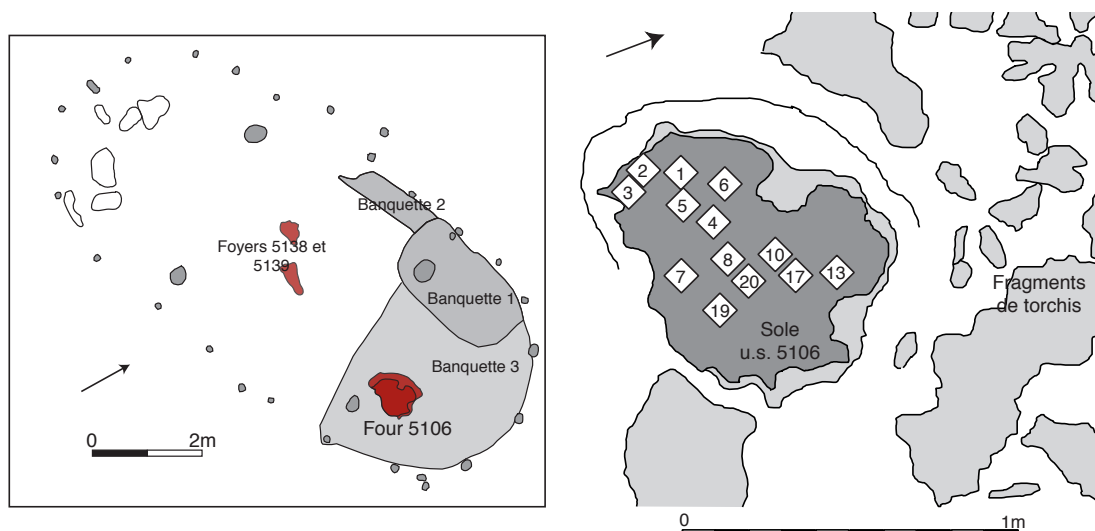 Banquette 2
Foyers 5138 et
5139
Banquette 1
Banquette 3
Four 5106
0
2m
2
1
6
3
5
4
8
10
7
20
17
13
19
Fragments
de torchis
Sole
u.s. 5106
0
1m